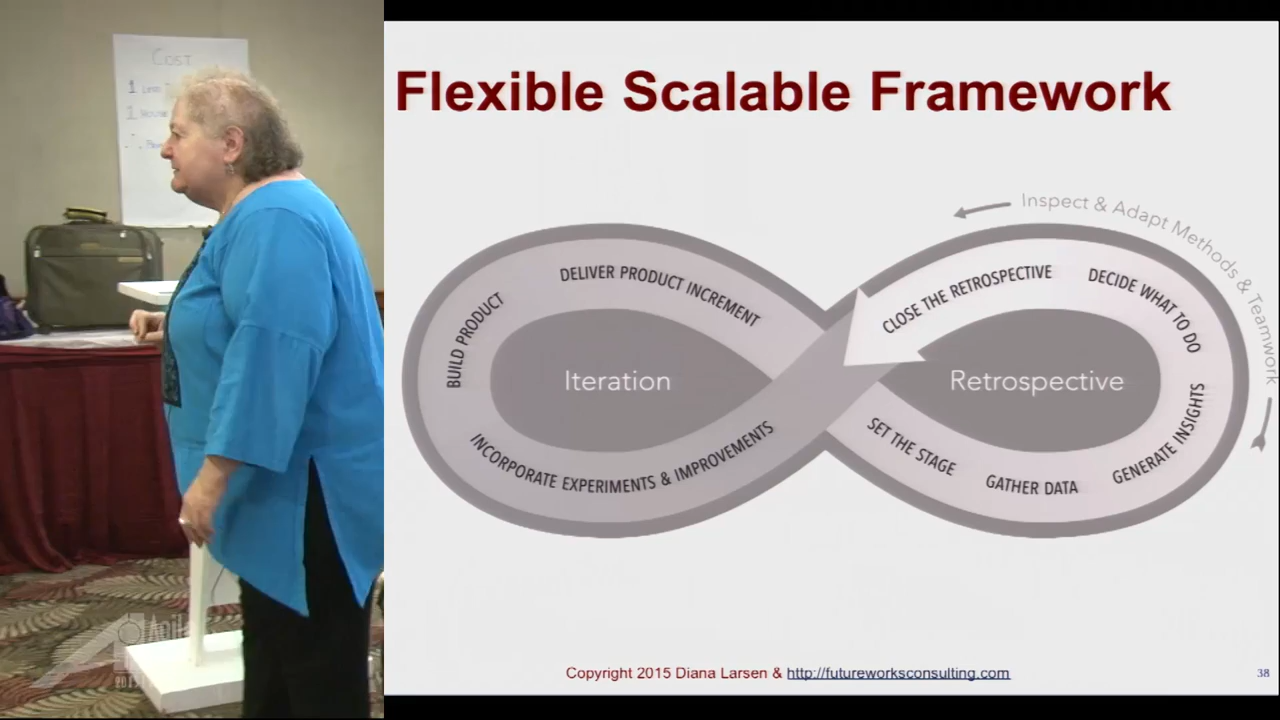 COST
1
2
Flexible Scalable Framework
Inspect & Adapt Methods & Teamwork
DELIVER PRODUCT INCREMENT
BUILD PRODUCT
Iteration
INCORPORATE EXPERIMENTS & IMPROVEMENTS
CLOSE THE RETROSPECTIVE
DECIDE WHAT TO DO
Retrospective
SET THE STAGE
GATHER DATA
GENERATE INSIGHTS
Copyright 2015 Diana Larsen & http://futureworksconsulting.com
38